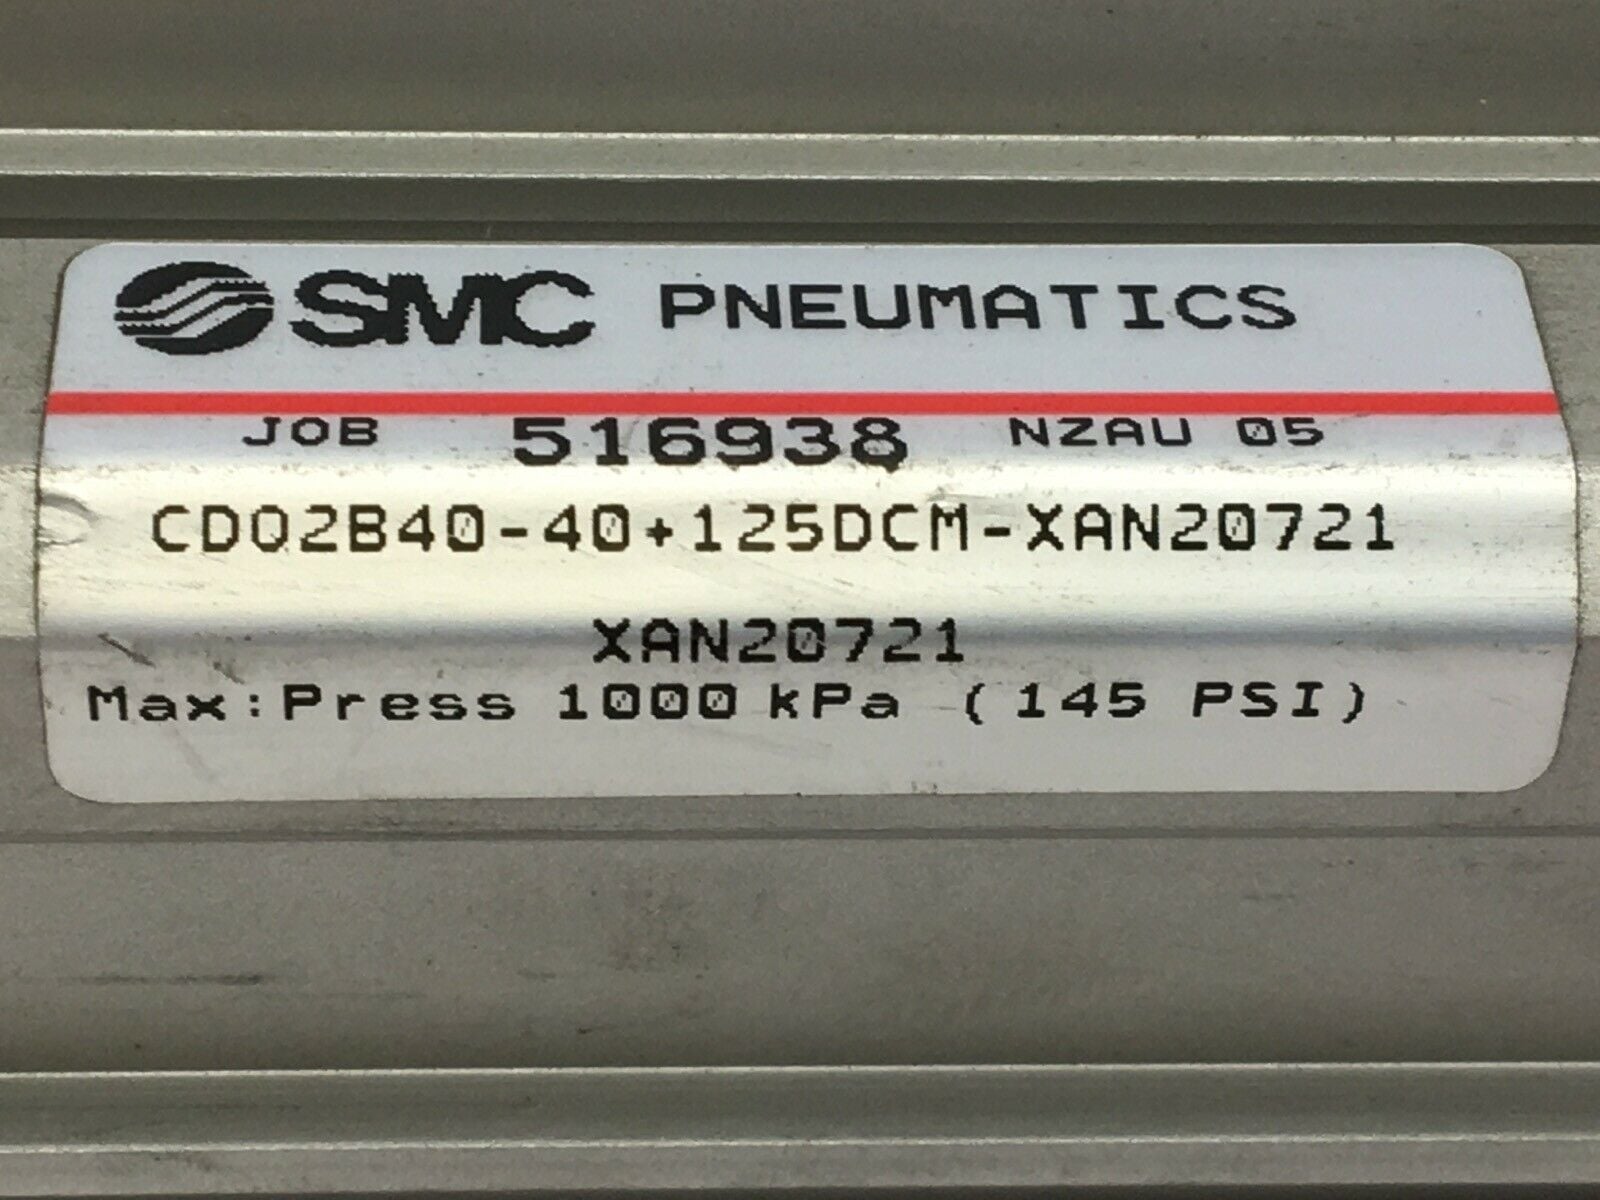 SMC PNEUMATICS
JOB 516938 NZAU 05
CDQ2B40-40+125DCM-XAN20721
XAN20721
Max:Press 1000 kPa (145 PSI)